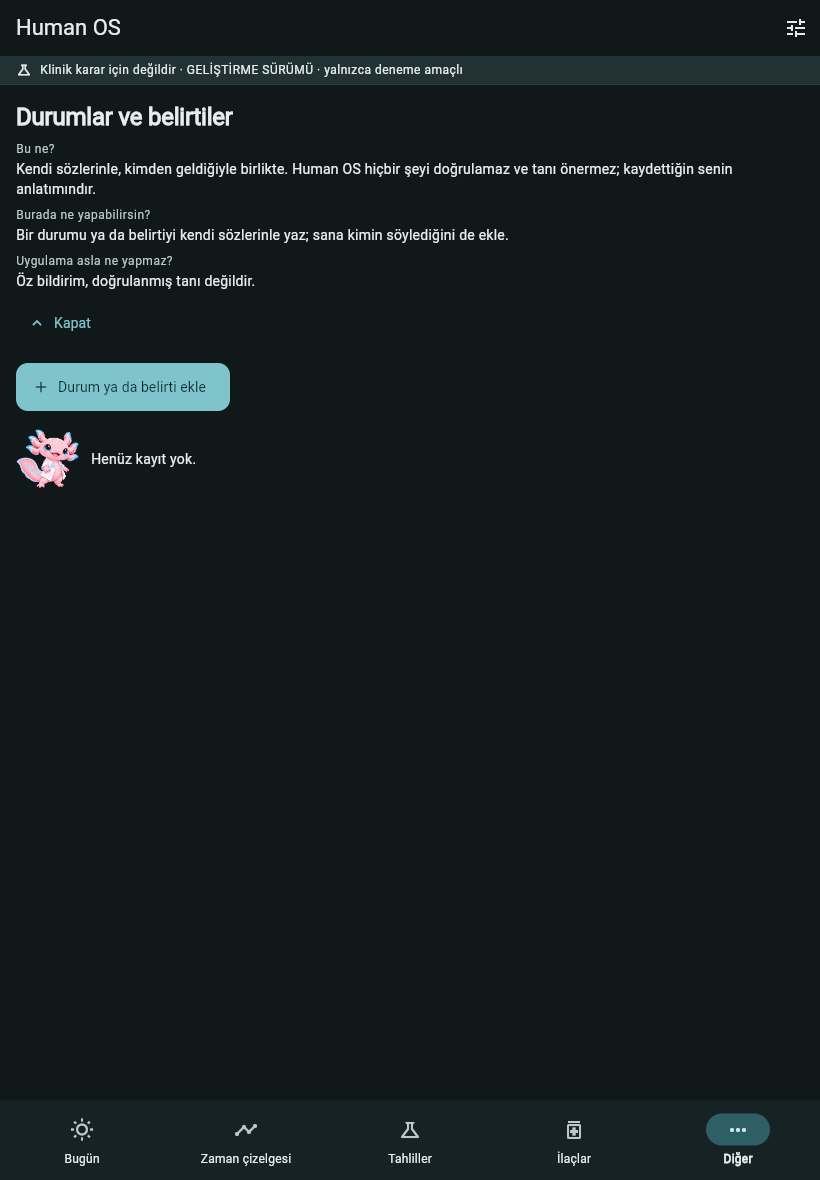 Human OS
Klinik karar için değildir · GELİŞTİRME SÜRÜMÜ · yalnızca deneme amaçlı
Durumlar ve belirtiler
Bu ne?
Kendi sözlerinle, kimden geldiğiyle birlikte. Human OS hiçbir şeyi doğrulamaz ve tanı önermez; kaydettiğin senin
anlatımındır.
Burada ne yapabilirsin?
Bir durumu ya da belirtiyi kendi sözlerinle yaz; sana kimin söylediğini de ekle.
Uygulama asla ne yapmaz?
Öz bildirim, doğrulanmış tanı değildir.
Kapat
Durum ya da belirti ekle
Henüz kayıt yok.
Bugün
Zaman çizelgesi
Tahliller
İlaçlar
Diğer